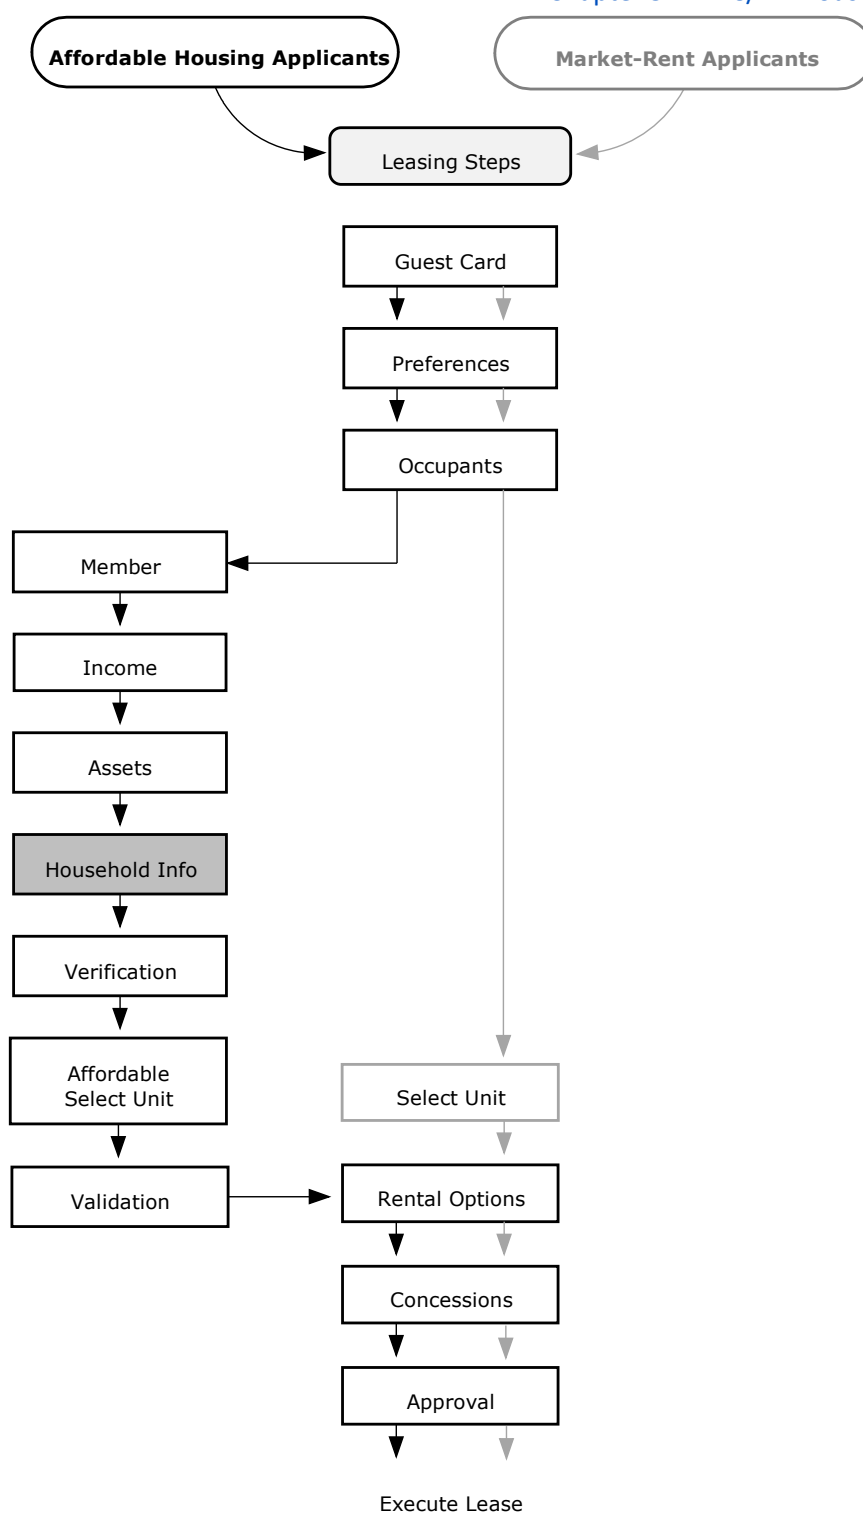 Affordable Housing Applicants
Market-Rent Applicants
Leasing Steps
Guest Card
Preferences
Occupants
Member
Income
Assets
Household Info
Verification
Affordable
Select Unit
Select Unit
Validation
Rental Options
Concessions
Approval
Execute Lease